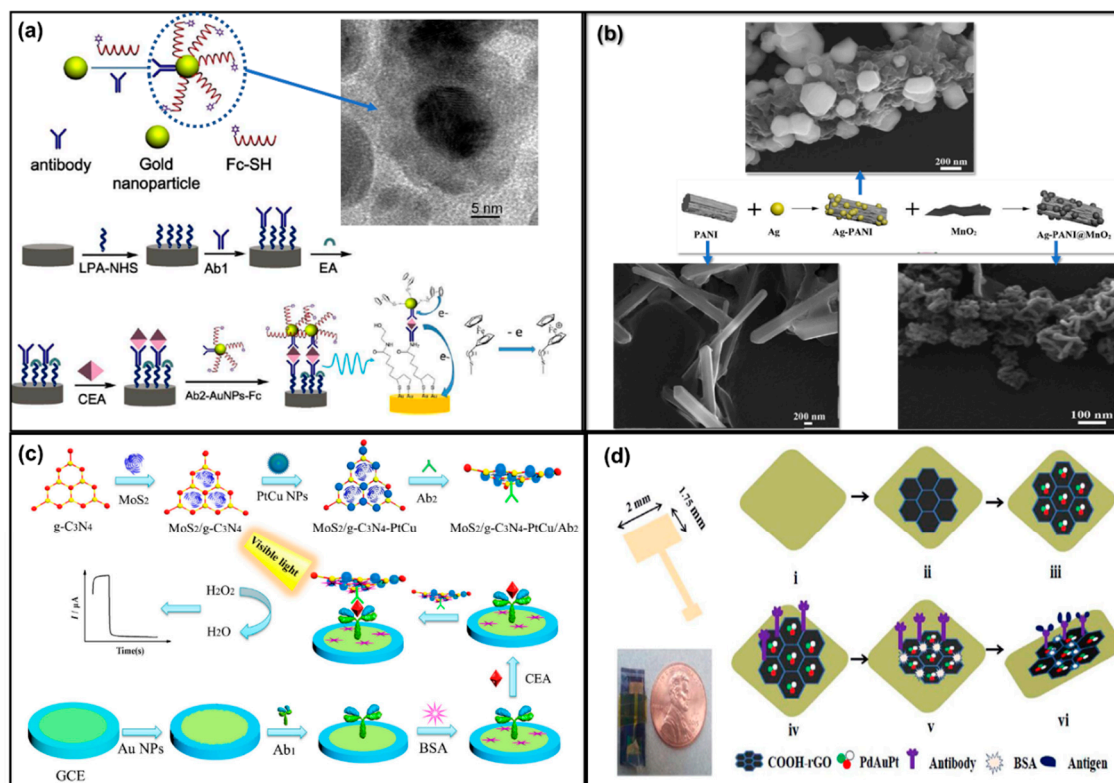 (a)
antibody
Gold
nanoparticle
Fc-SH
5 nm
LPA-NHS
Ab1
EA
e-
e-
- e
CEA
Ab2-AuNPs-Fc
(b)
200 nm
PANI
Ag
Ag-PANI
MnO₂
Ag-PANI@MnO₂
200 nm
100 nm
(c)
g-C3N4
MoS2
MoS2/g-C3N4
PtCu NPs
MoS2/g-C3N4-PtCu
Ab2
MoS2/g-C3N4-PtCu/Ab2
Visible light
I / μA
Time(s)
H2O2
H2O
CEA
GCE
Au NPs
Ab1
BSA
(d)
2 mm
1.75 mm
i
ii
iii
iv
v
vi
COOH-rGO
PdAuPt
Antibody
BSA
Antigen